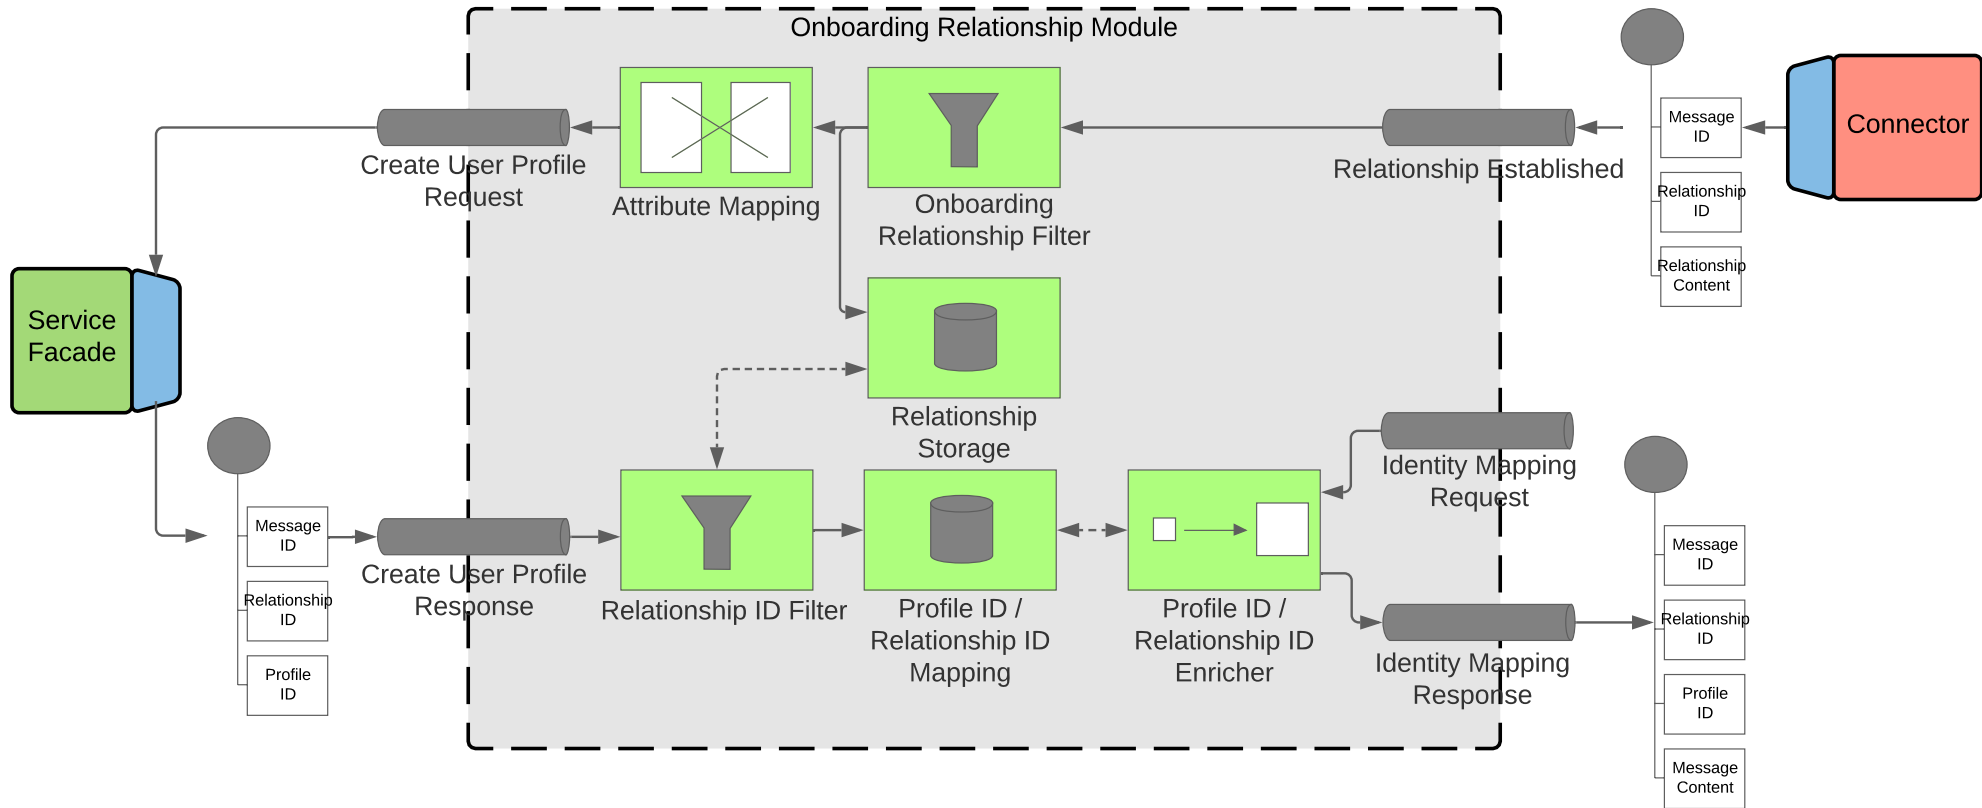 Onboarding Relationship Module
Connector
Message
ID
Relationship
ID
Relationship
Content
Relationship Established
Onboarding
Relationship Filter
Attribute Mapping
Create User Profile
Request
Service
Facade
Relationship
Storage
Message
ID
Relationship
ID
Profile
ID
Create User Profile
Response
Relationship ID Filter
Profile ID /
Relationship ID
Mapping
Profile ID /
Relationship ID
Enricher
Identity Mapping
Request
Identity Mapping
Response
Message
ID
Relationship
ID
Profile
ID
Message
Content